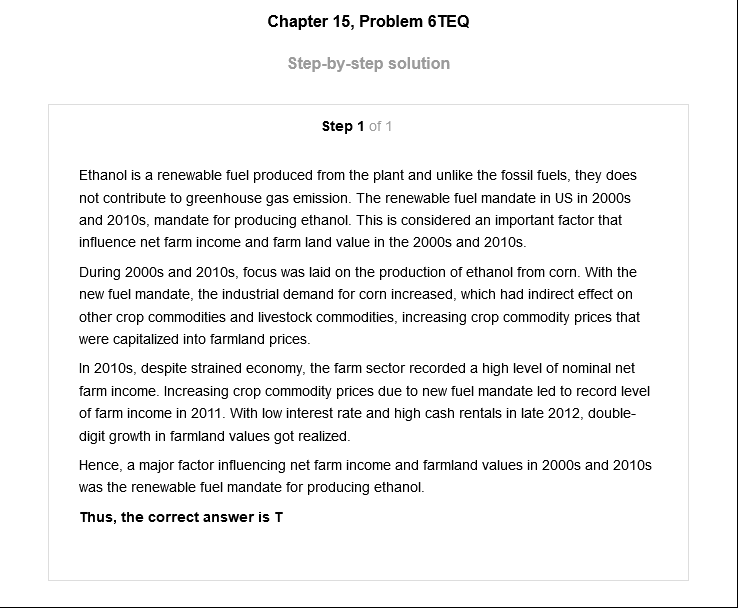 Chapter 15, Problem 6TEQ
Step-by-step solution
Step 1 of 1
Ethanol is a renewable fuel produced from the plant and unlike the fossil fuels, they does
not contribute to greenhouse gas emission. The renewable fuel mandate in US in 2000s
and 2010s, mandate for producing ethanol. This is considered an important factor that
influence net farm income and farm land value in the 2000s and 2010s.
During 2000s and 2010s, focus was laid on the production of ethanol from corn. With the
new fuel mandate, the industrial demand for corn increased, which had indirect effect on
other crop commodities and livestock commodities, increasing crop commodity prices that
were capitalized into farmland prices.
In 2010s, despite strained economy, the farm sector recorded a high level of nominal net
farm income. Increasing crop commodity prices due to new fuel mandate led to record level
of farm income in 2011. With low interest rate and high cash rentals in late 2012, double-
digit growth in farmland values got realized.
Hence, a major factor influencing net farm income and farmland values in 2000s and 2010s
was the renewable fuel mandate for producing ethanol.
Thus, the correct answer is T